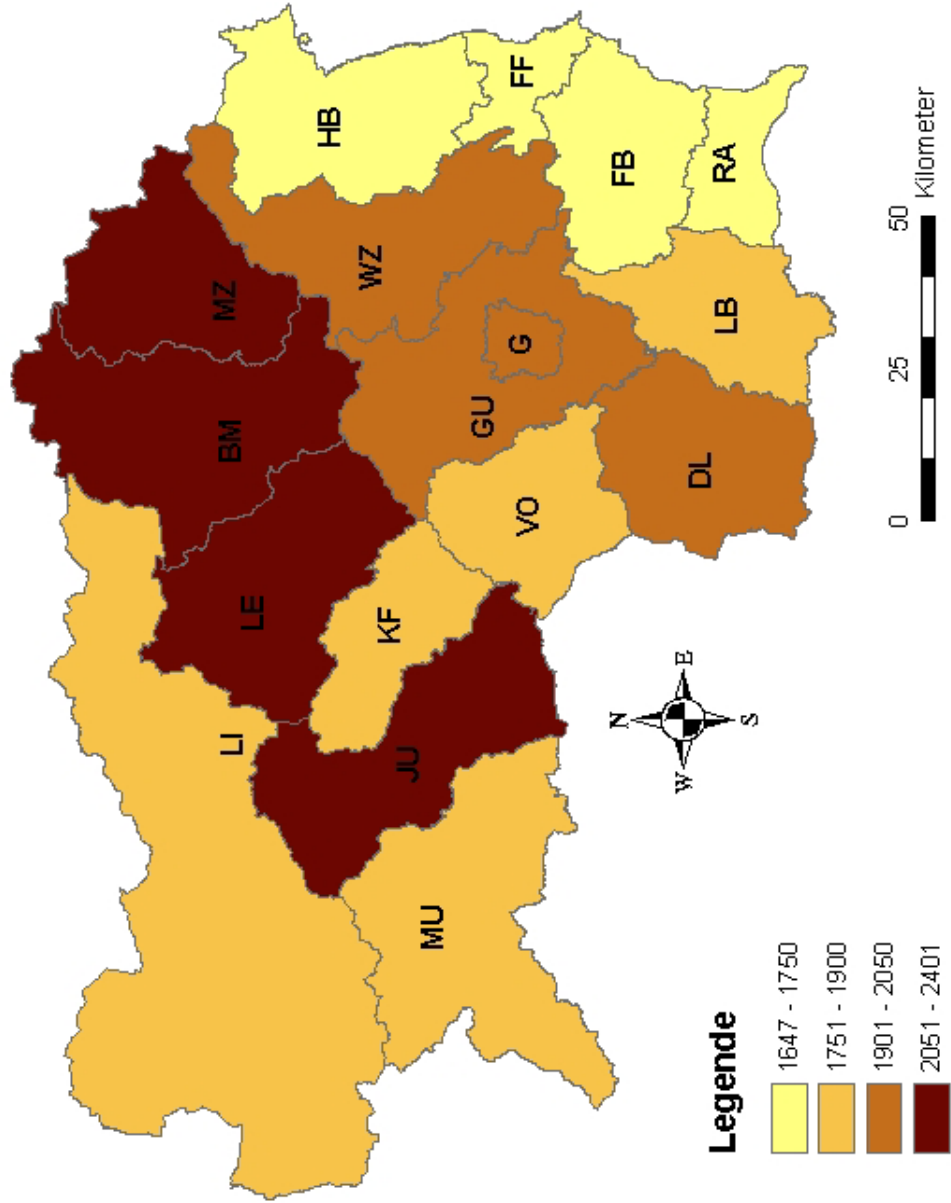 HB
FF
FB
RA
MZ
WZ
LB
BM
G
GU
DL
VO
LE
KF
LI
JU
MU
N
W
E
S
0 25 50
Kilometer
Legende
1647 - 1750
1751 - 1900
1901 - 2050
2051 - 2401